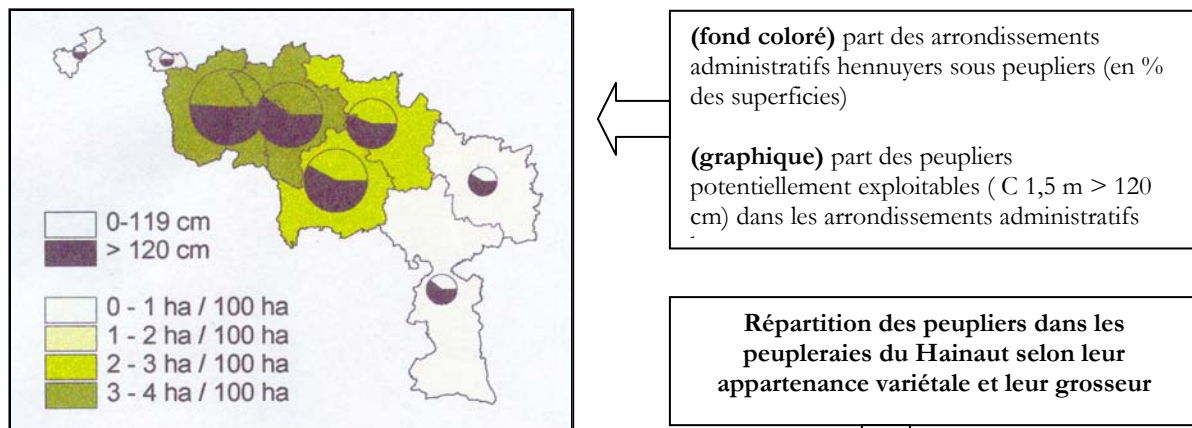 0-119 cm
> 120 cm
0 - 1 ha / 100 ha
1 - 2 ha / 100 ha
2 - 3 ha / 100 ha
3 - 4 ha / 100 ha
(fond coloré) part des arrondissements
administratifs hennuyers sous peupliers (en %
des superficies)
(graphique) part des peupliers
potentiellement exploitables ( C 1,5 m > 120
cm) dans les arrondissements administratifs
Répartition des peupliers dans les
peupleraies du Hainaut selon leur
appartenance variétale et leur grosseur